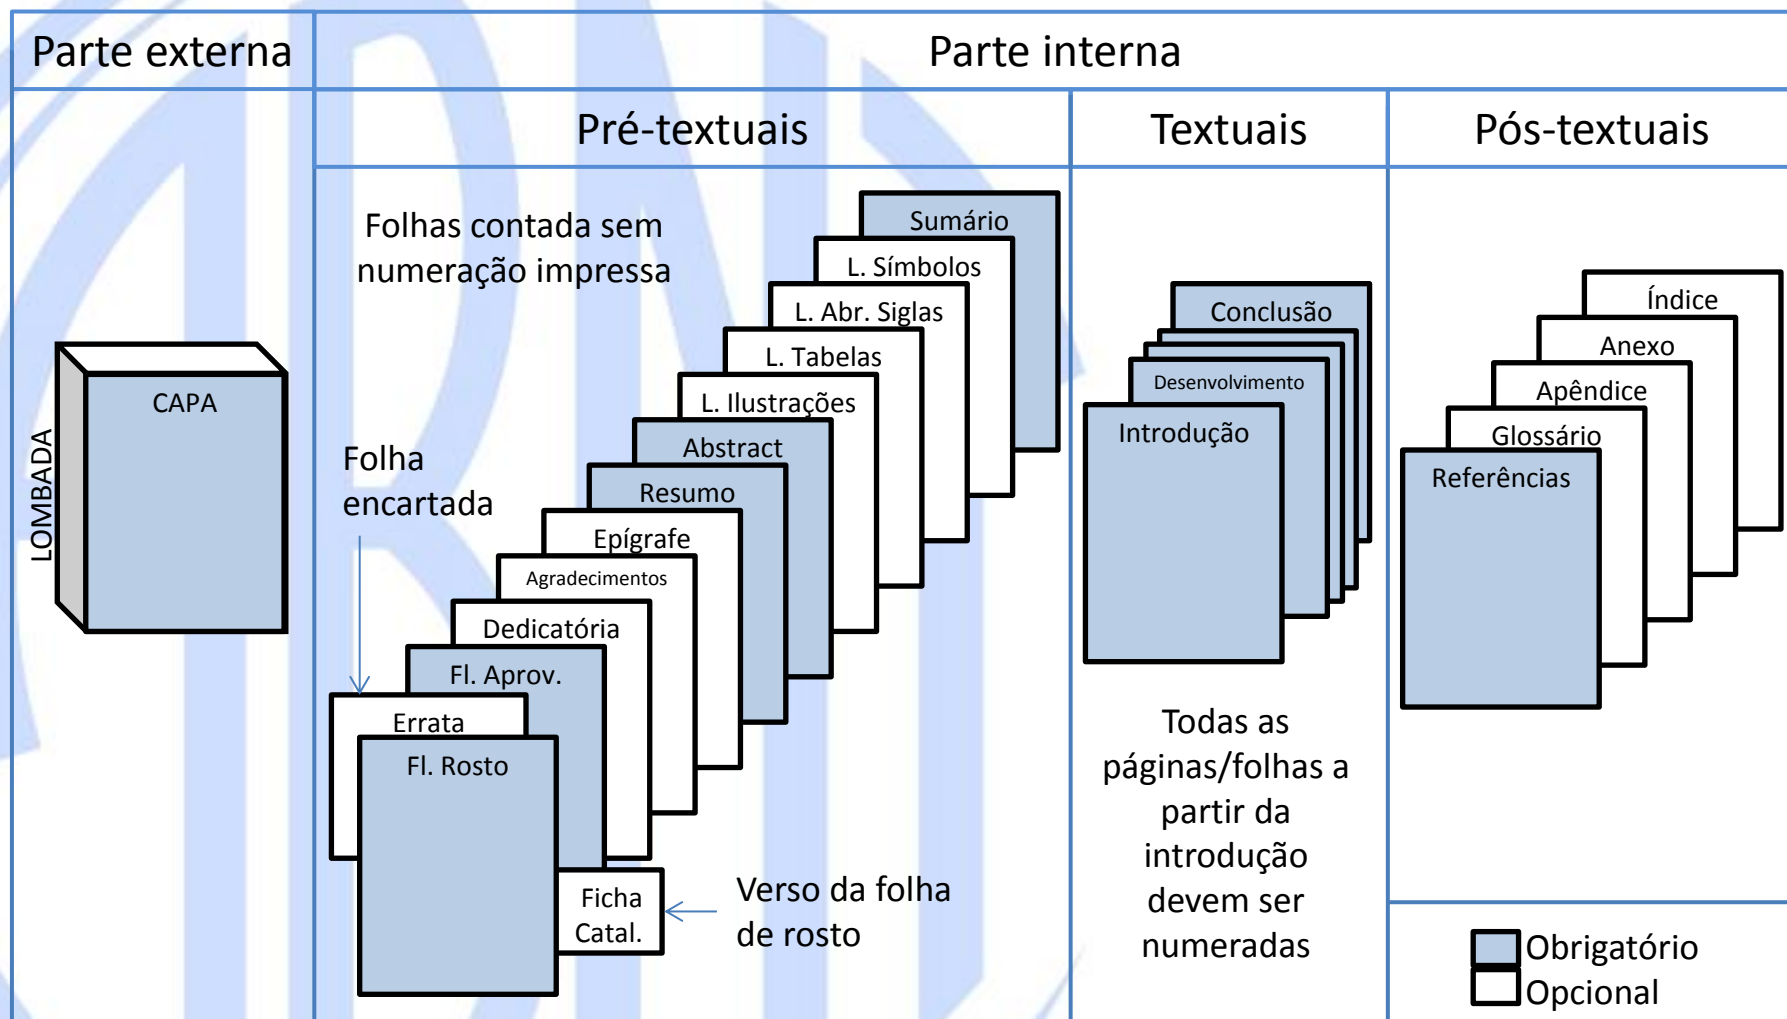 Parte externa
Parte interna
Pré-textuais
Textuais
Pós-textuais
CAPA
LOMBADA
Folhas contada sem
numeração impressa
Folha
encartada
Sumário
L. Símbolos
L. Abr. Siglas
L. Tabelas
L. Ilustrações
Abstract
Resumo
Epígrafe
Agradecimentos
Dedicatória
Fl. Aprov.
Errata
Fl. Rosto
Ficha
Catal.
Verso da folha
de rosto
Conclusão
Desenvolvimento
Introdução
Todas as
páginas/folhas a
partir da
introdução
devem ser
numeradas
Índice
Anexo
Apêndice
Glossário
Referências
Obrigatório
Opcional